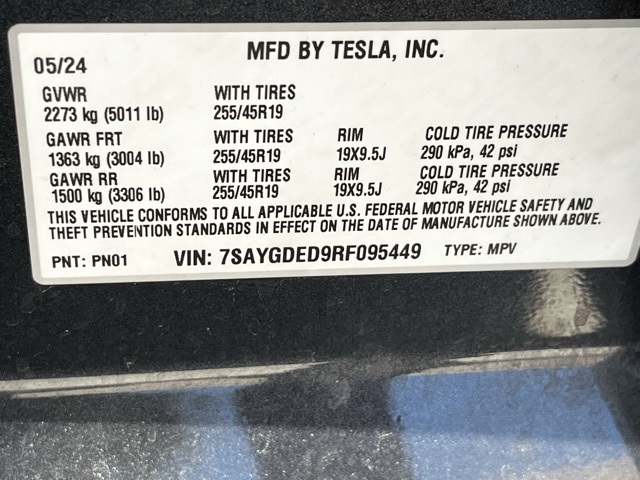 MFD BY TESLA, INC.
05/24
GVWR WITH TIRES
2273 kg (5011 lb) 255/45R19
GAWR FRT WITH TIRES RIM COLD TIRE PRESSURE
1363 kg (3004 lb) 255/45R19 19X9.5J 290 kPa, 42 psi
GAWR RR WITH TIRES RIM COLD TIRE PRESSURE
1500 kg (3306 lb) 255/45R19 19X9.5J 290 kPa, 42 psi
THIS VEHICLE CONFORMS TO ALL APPLICABLE U.S. FEDERAL MOTOR VEHICLE SAFETY AND
THEFT PREVENTION STANDARDS IN EFFECT ON THE DATE OF MANUFACTURE SHOWN ABOVE.
PNT: PN01 VIN: 7SAYGDED9RF095449 TYPE: MPV